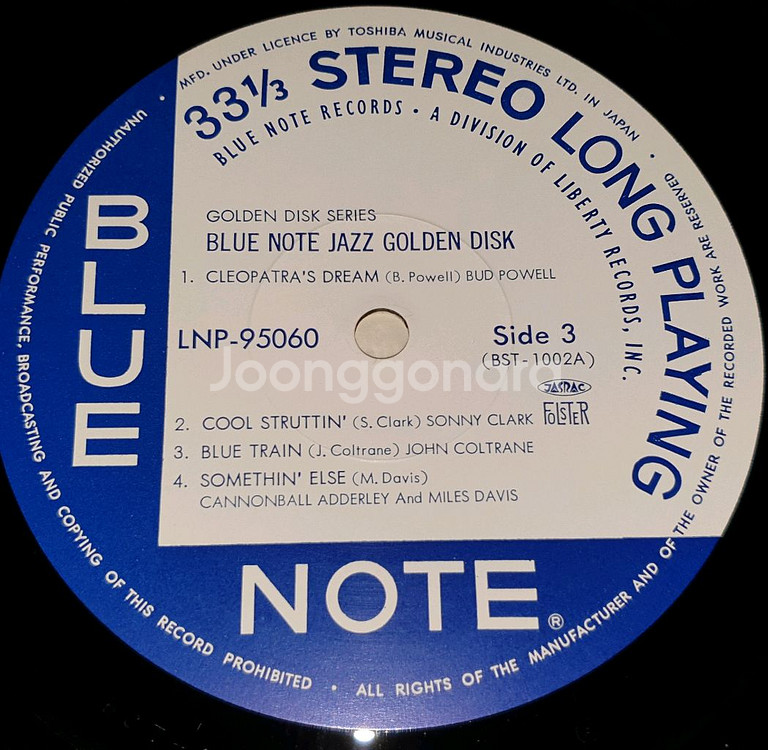 MFD. UNDER LICENCE BY TOSHIBA MUSICAL INDUSTRIES LTD. IN JAPAN •
33⅓ STEREO LONG PLAYING
BLUE NOTE RECORDS • A DIVISION OF LIBERTY RECORDS, INC.
GOLDEN DISK SERIES
BLUE NOTE JAZZ GOLDEN DISK
1. CLEOPATRA'S DREAM (B. Powell) BUD POWELL
LNP-95060
Side 3
(BST-1002A)
Joonggonara
JASRAC
FOLSTER
2. COOL STRUTTIN' (S. Clark) SONNY CLARK
3. BLUE TRAIN (J. Coltrane) JOHN COLTRANE
4. SOMETHIN' ELSE (M. Davis)
CANNONBALL ADDERLEY And MILES DAVIS
BLUE
NOTE®
• UNAUTHORIZED PUBLIC PERFORMANCE, BROADCASTING AND COPYING OF THIS RECORD PROHIBITED • ALL RIGHTS OF THE MANUFACTURER AND OF THE OWNER OF THE RECORDED WORK ARE RESERVED